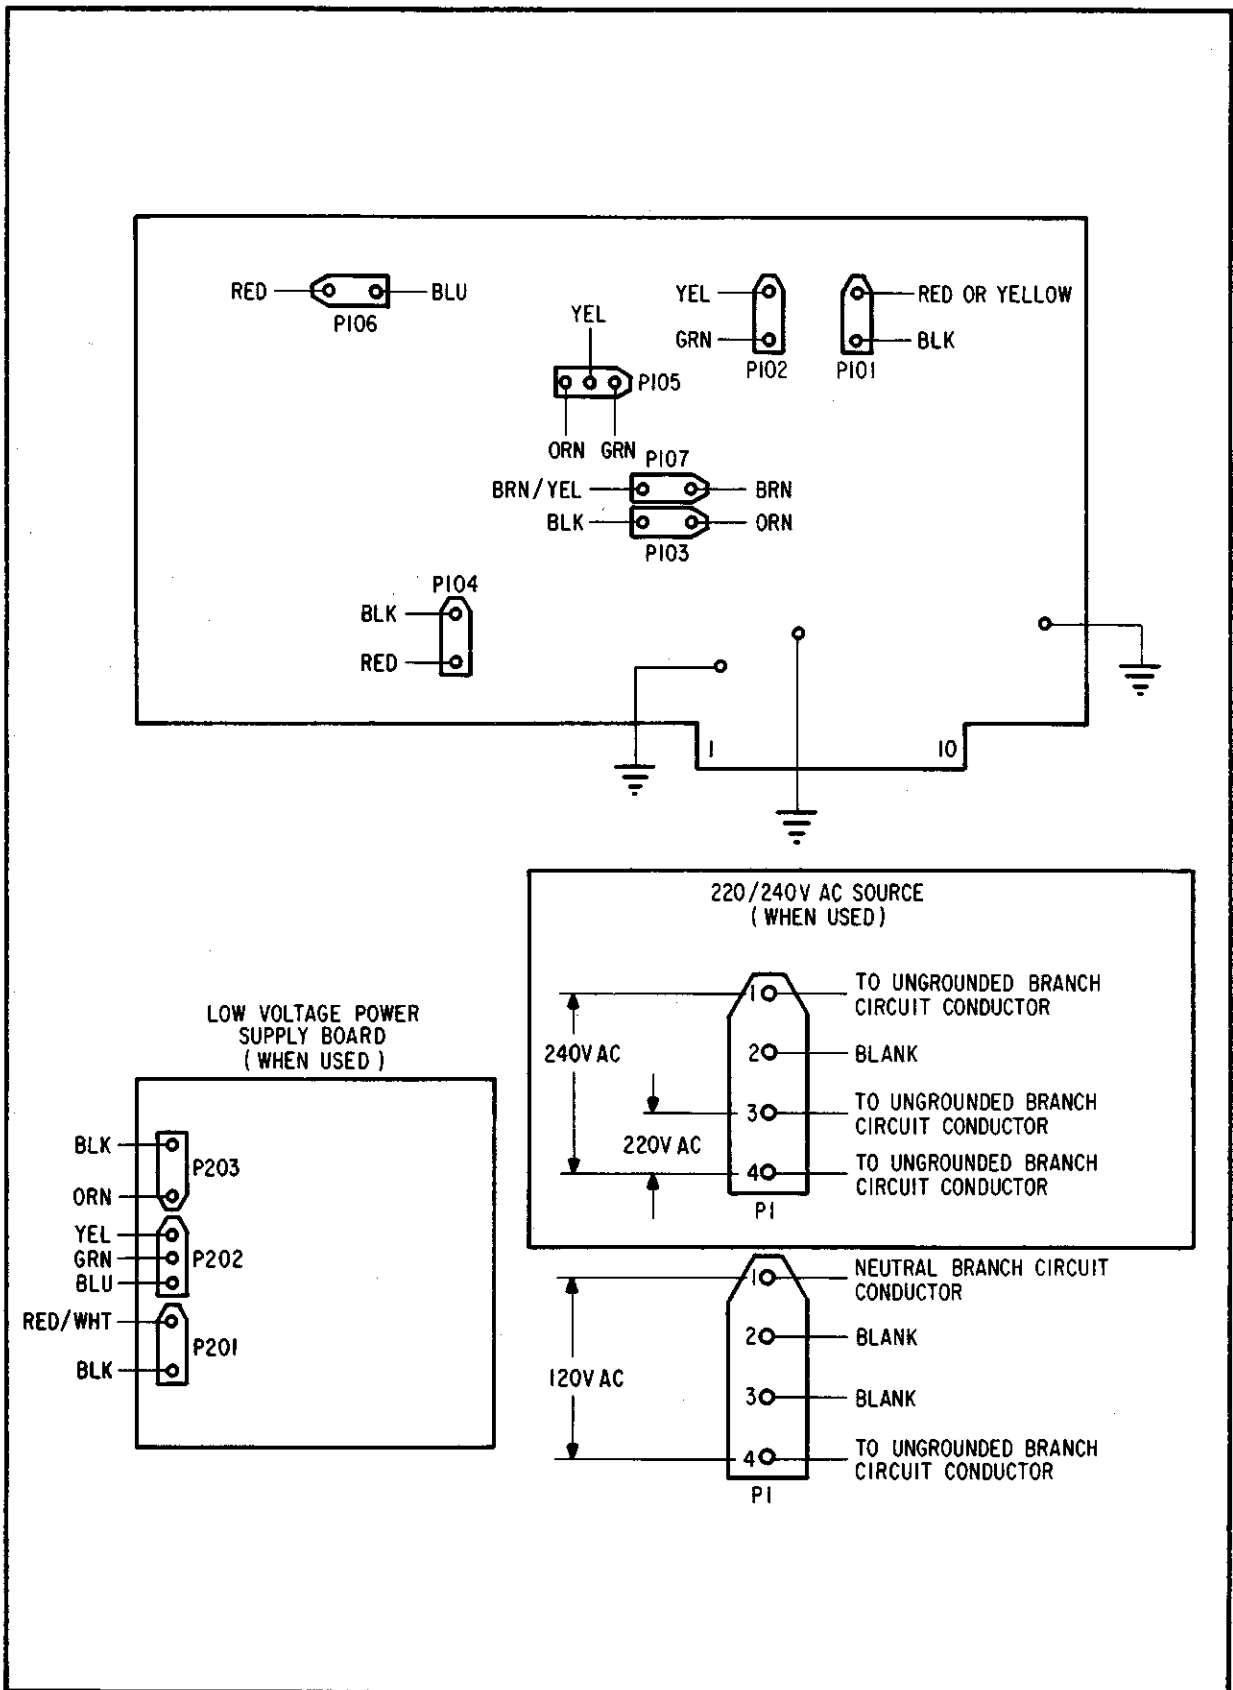 RED
BLU
P106
YEL
YEL
GRN
P102
RED OR YELLOW
BLK
P101
P105
ORN GRN
P107
BRN/YEL
BRN
BLK
ORN
P103
P104
BLK
RED
1
10
220/240V AC SOURCE
(WHEN USED)
1
TO UNGROUNDED BRANCH
CIRCUIT CONDUCTOR
240V AC
2
BLANK
3
TO UNGROUNDED BRANCH
CIRCUIT CONDUCTOR
220V AC
4
TO UNGROUNDED BRANCH
CIRCUIT CONDUCTOR
P1
LOW VOLTAGE POWER
SUPPLY BOARD
(WHEN USED)
BLK
P203
ORN
YEL
GRN
P202
BLU
RED/WHT
P201
BLK
1
NEUTRAL BRANCH CIRCUIT
CONDUCTOR
2
BLANK
120V AC
3
BLANK
4
TO UNGROUNDED BRANCH
CIRCUIT CONDUCTOR
P1